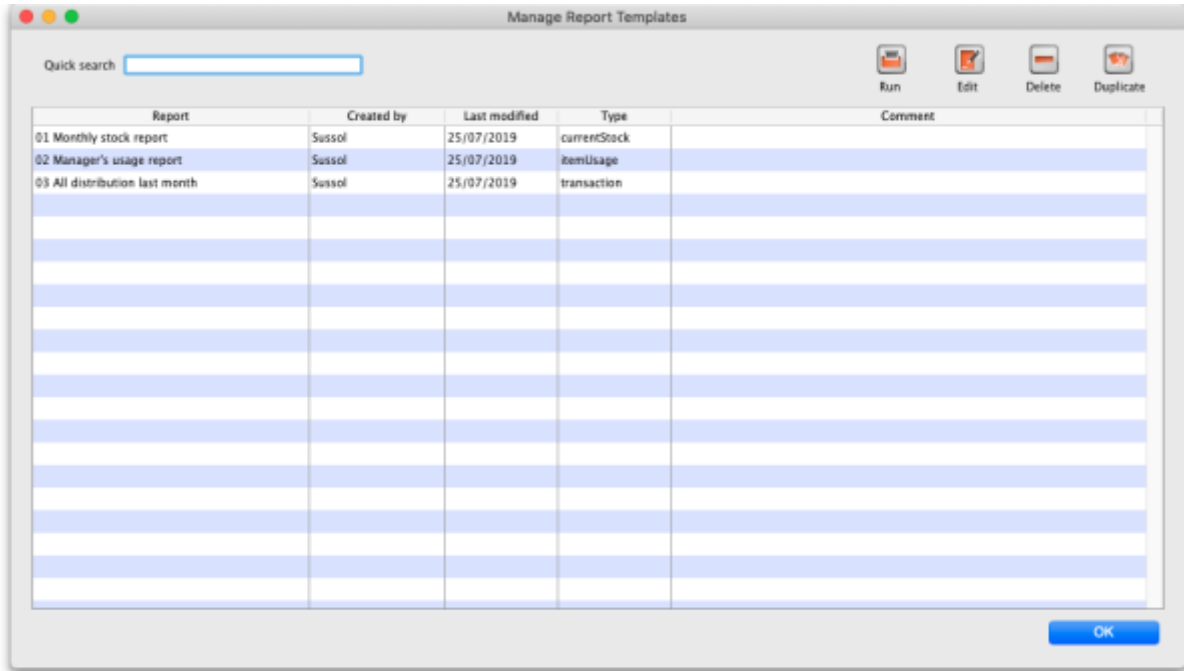 Manage Report Templates
Quick search
Run Edit Delete Duplicate
Report Created by Last modified Type Comment
01 Monthly stock report Sussol 25/07/2019 currentStock
02 Manager's usage report Sussol 25/07/2019 itemUsage
03 All distribution last month Sussol 25/07/2019 transaction
OK